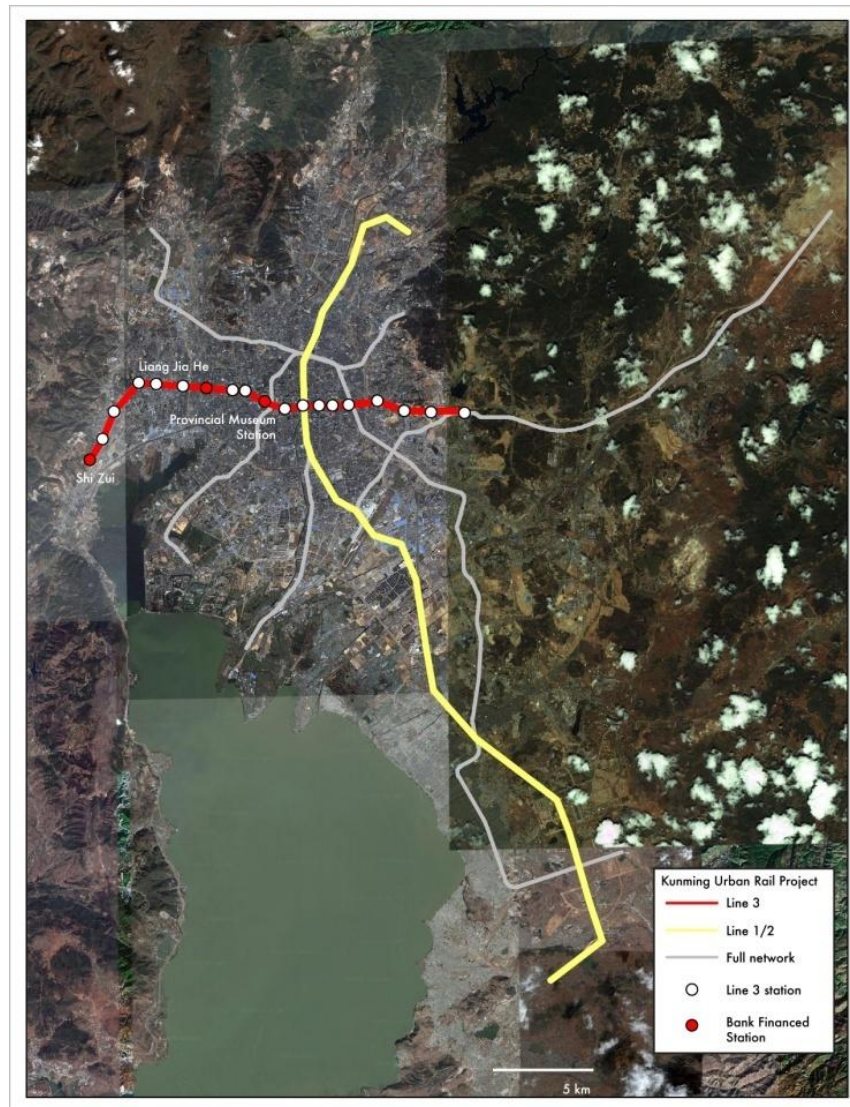 Liang Jia He
Provincial Museum
Station
Shi Zui
Kunming Urban Rail Project
Line 3
Line 1/2
Full network
Line 3 station
Bank Financed
Station
5 km